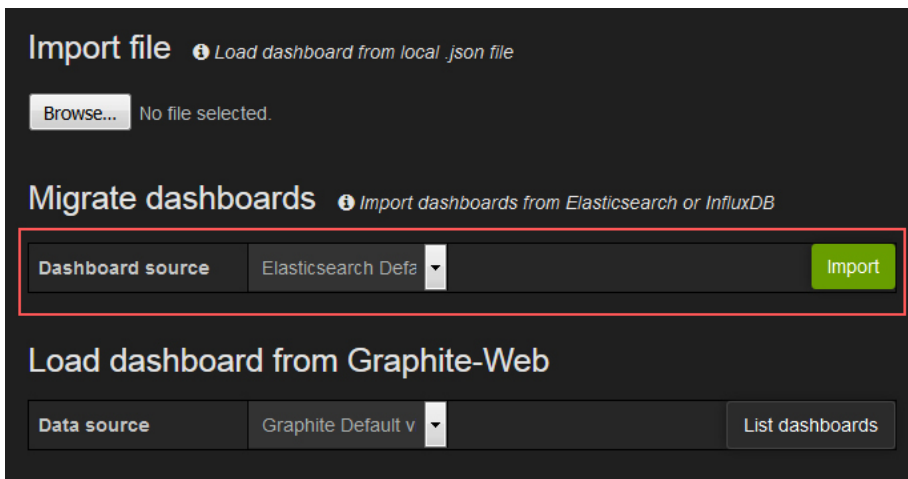 Import file Load dashboard from local .json file
Browse... No file selected.
Migrate dashboards Import dashboards from Elasticsearch or InfluxDB
Dashboard source Elasticsearch Defa Import
Load dashboard from Graphite-Web
Data source Graphite Default v List dashboards